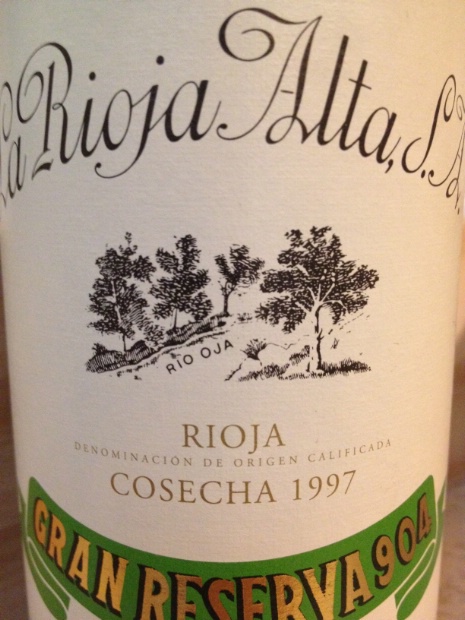 La Rioja Alta, S.A.
RIO OJA
RIOJA
DENOMINACIÓN DE ORIGEN CALIFICADA
COSECHA 1997
GRAN RESERVA 904